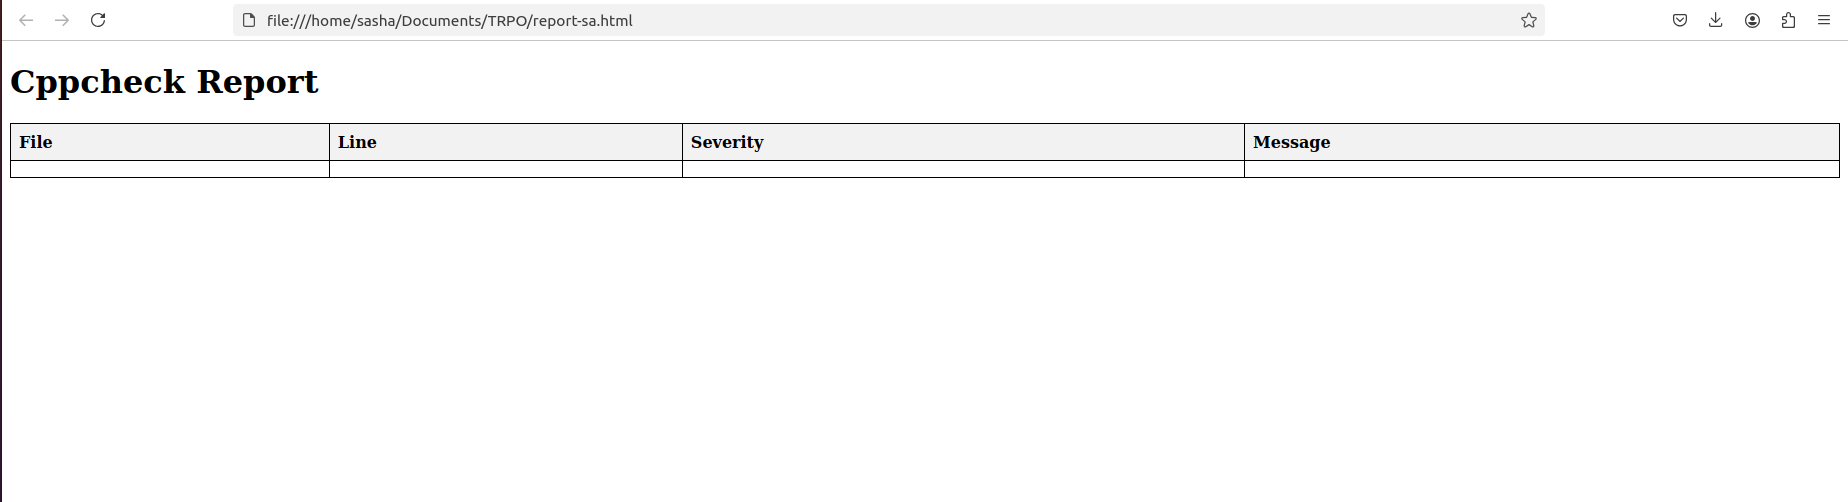 file:///home/sasha/Documents/TRPO/report-sa.html
Cppcheck Report
File Line Severity Message